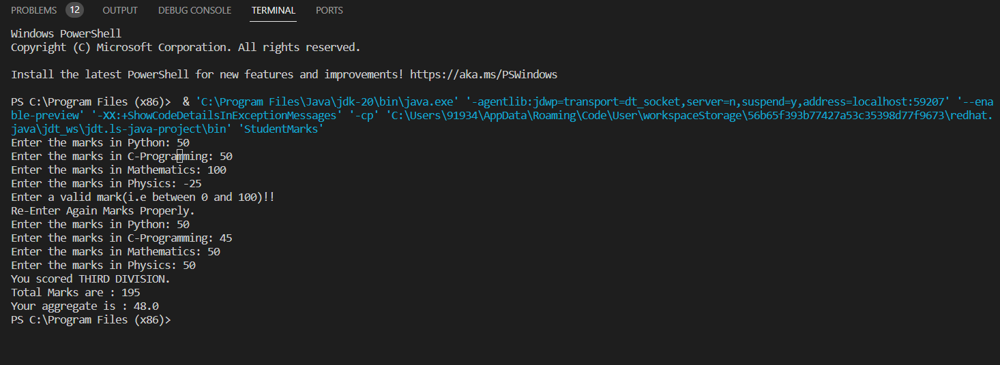 PROBLEMS 12 OUTPUT DEBUG CONSOLE TERMINAL PORTS
Windows PowerShell
Copyright (C) Microsoft Corporation. All rights reserved.
Install the latest PowerShell for new features and improvements! https://aka.ms/PSWindows
PS C:\Program Files (x86)>  & 'C:\Program Files\Java\jdk-20\bin\java.exe' '-agentlib:jdwp=transport=dt_socket,server=n,suspend=y,address=localhost:59207' '--ena
ble-preview' '-XX:+ShowCodeDetailsInExceptionMessages' '-cp' 'C:\Users\91934\AppData\Roaming\Code\User\workspaceStorage\56b65f393b77427a53c35398d77f9673\redhat.
java\jdt_ws\jdt.ls-java-project\bin' 'StudentMarks'
Enter the marks in Python: 50
Enter the marks in C-Programming: 50
Enter the marks in Mathematics: 100
Enter the marks in Physics: -25
Enter a valid mark(i.e between 0 and 100)!!
Re-Enter Again Marks Properly.
Enter the marks in Python: 50
Enter the marks in C-Programming: 45
Enter the marks in Mathematics: 50
Enter the marks in Physics: 50
You scored THIRD DIVISION.
Total Marks are : 195
Your aggregate is : 48.0
PS C:\Program Files (x86)>